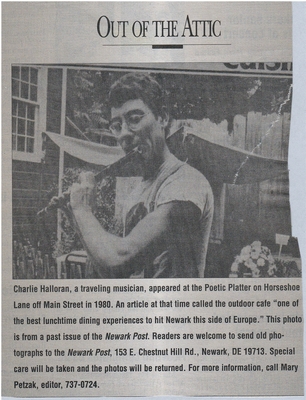 OUT OF THE ATTIC
Cuisin
Charlie Halloran, a traveling musician, appeared at the Poetic Platter on Horseshoe
Lane off Main Street in 1980. An article at that time called the outdoor cafe “one of
the best lunchtime dining experiences to hit Newark this side of Europe.” This photo
is from a past issue of the Newark Post. Readers are welcome to send old pho-
tographs to the Newark Post, 153 E. Chestnut Hill Rd., Newark, DE 19713. Special
care will be taken and the photos will be returned. For more information, call Mary
Petzak, editor, 737-0724.